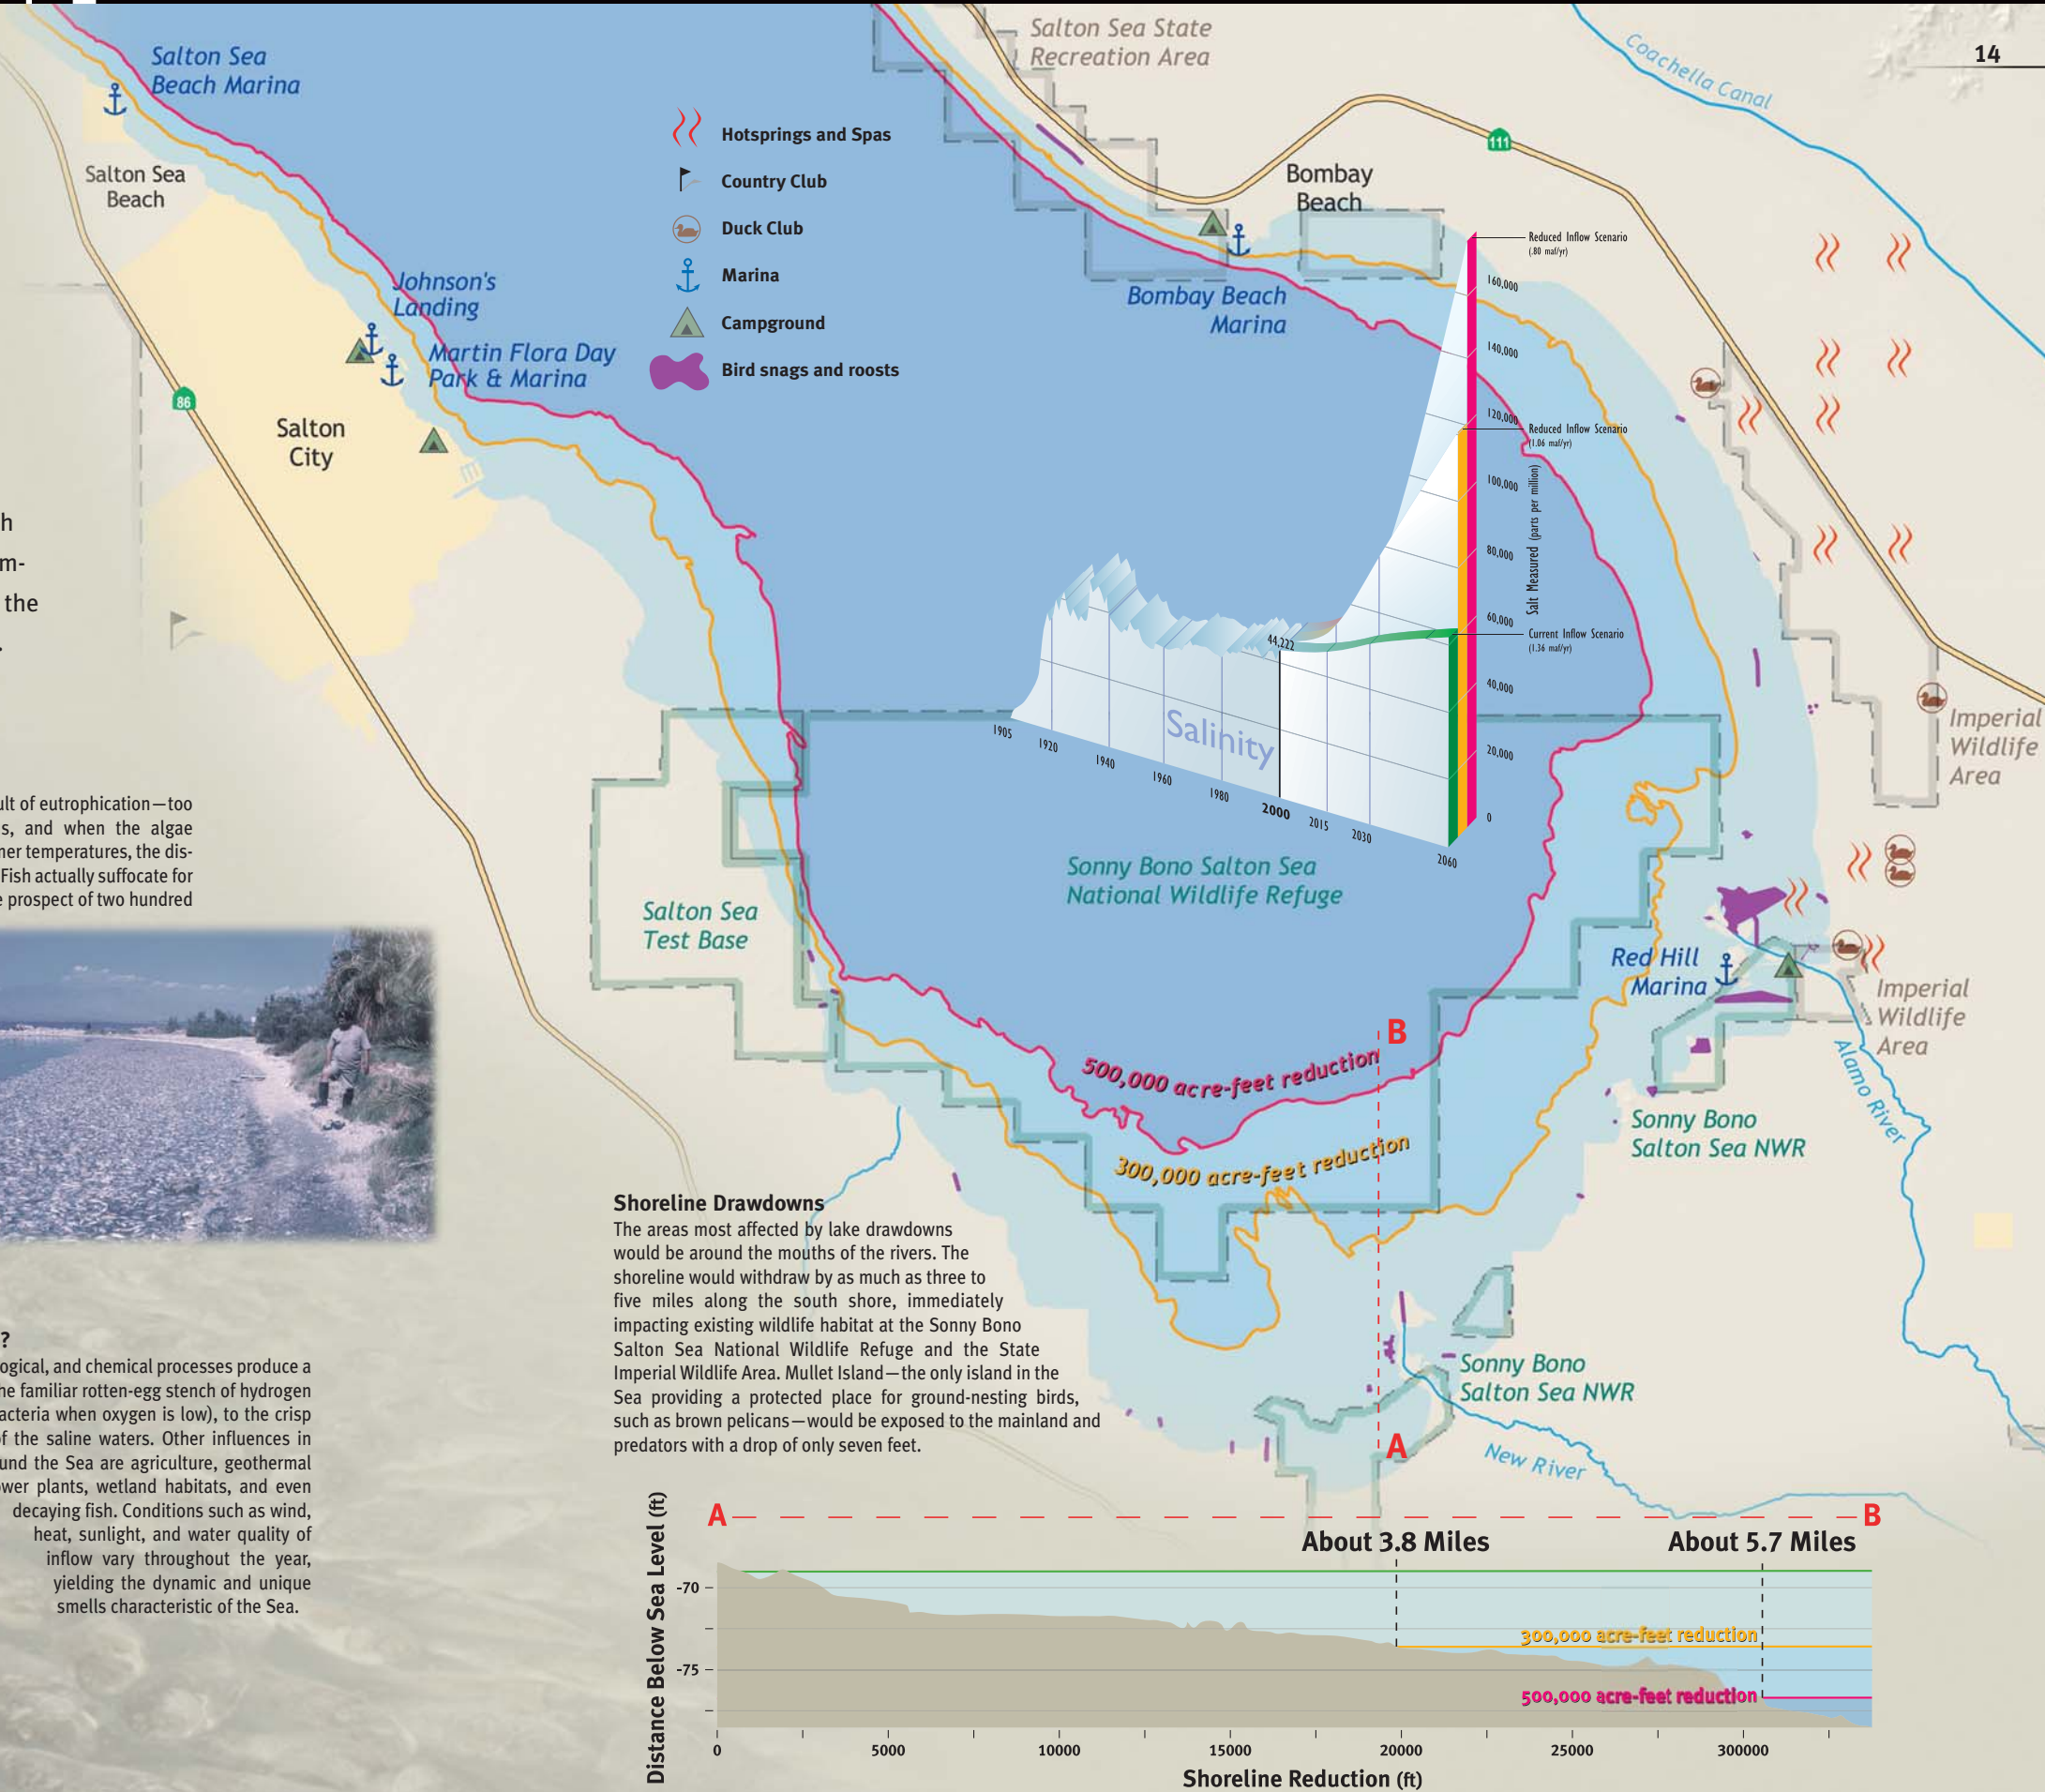 14
Salton Sea
Beach Marina
Salton Sea
Beach
Johnson's
Landing
Martin Flora Day
Park & Marina
86
Salton
City
Hotsprings and Spas
Country Club
Duck Club
Marina
Campground
Bird snags and roosts
Salton Sea State
Recreation Area
Coachella Canal
111
Bombay
Beach
Bombay Beach
Marina
Reduced Inflow Scenario
(.80 maf/yr)
160,000
140,000
120,000
Reduced Inflow Scenario
(1.06 maf/yr)
100,000
80,000
60,000
Current Inflow Scenario
(1.36 maf/yr)
40,000
20,000
0
Salt Measured (parts per million)
44,222
Salinity
1905
1920
1940
1960
1980
2000
2015
2030
2060
Imperial
Wildlife
Area
Sonny Bono Salton Sea
National Wildlife Refuge
Salton Sea
Test Base
Red Hill
Marina
Imperial
Wildlife
Area
Alamo River
Sonny Bono
Salton Sea NWR
B
500,000 acre-feet reduction
300,000 acre-feet reduction
Sonny Bono
Salton Sea NWR
A
New River
h
m-
the
.
ult of eutrophication—too
s, and when the algae
ner temperatures, the dis-
Fish actually suffocate for
e prospect of two hundred
?
ogical, and chemical processes produce a
he familiar rotten-egg stench of hydrogen
acteria when oxygen is low), to the crisp
of the saline waters. Other influences in
und the Sea are agriculture, geothermal
ower plants, wetland habitats, and even
decaying fish. Conditions such as wind,
heat, sunlight, and water quality of
inflow vary throughout the year,
yielding the dynamic and unique
smells characteristic of the Sea.
Shoreline Drawdowns
The areas most affected by lake drawdowns
would be around the mouths of the rivers. The
shoreline would withdraw by as much as three to
five miles along the south shore, immediately
impacting existing wildlife habitat at the Sonny Bono
Salton Sea National Wildlife Refuge and the State
Imperial Wildlife Area. Mullet Island—the only island in the
Sea providing a protected place for ground-nesting birds,
such as brown pelicans—would be exposed to the mainland and
predators with a drop of only seven feet.
A
B
About 3.8 Miles
About 5.7 Miles
Distance Below Sea Level (ft)
-70
-75
300,000 acre-feet reduction
500,000 acre-feet reduction
0
5000
10000
15000
20000
25000
300000
Shoreline Reduction (ft)